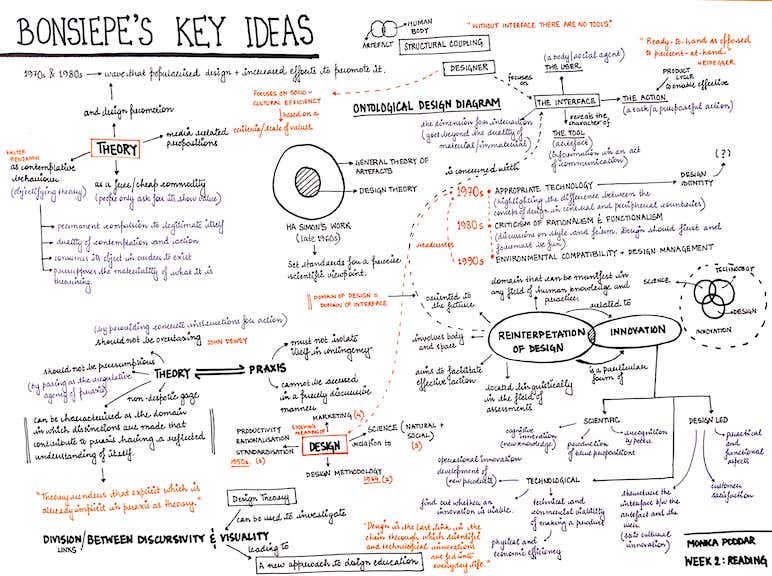 BONSIEPE'S KEY IDEAS
HUMAN BODY
ARTEFACT
STRUCTURAL COUPLING
"WITHOUT INTERFACE THERE ARE NO TOOLS."
DESIGNER
focuses on
(a body/social agent)
THE USER
"Ready-to-hand as opposed
to present-at-hand."
HEIDEGGER.
PRODUCT
CYCLE
to enable effective
THE INTERFACE
THE ACTION
(a task/a purposeful action)
reveals the
character of
THE TOOL
(artefact)
(information in an act
of communication)
1970s & 1980s
wave that popularised design + increased efforts to promote it.
and design promotion
THEORY
media related
propositions
FOCUSES ON SOCIO-
CULTURAL EFFICIENCY
based on a
criteria/scale of values
WALTER
BENJAMIN
as contemplative
behaviour
(objectifying theory)
as a free/cheap commodity
(people only ask for its show value)
permanent compulsion to legitimate itself
duality of contemplation and action
concerns its object in order to exist
presupposes the materiality of what it is
theorising
ONTOLOGICAL DESIGN DIAGRAM
the dimension for interaction
(goes beyond the duality of
material/immaterial)
GENERAL THEORY OF
ARTEFACTS
DESIGN THEORY
HA SIMON'S WORK
(late 1960s)
Set standards for a precise
scientific viewpoint.
DOMAIN OF DESIGN =
DOMAIN OF INTERFACE
is concerned with
1970s
APPROPRIATE TECHNOLOGY
(highlighting the difference between the
concept of design in central and peripheral countries)
DESIGN
IDENTITY
(?)
1980s
CRITICISM OF RATIONALISM & FUNCTIONALISM
(discussion on style and form. Design should first and
foremost be fun)
1990s
ENVIRONMENTAL COMPATIBILITY + DESIGN MANAGEMENT
domain that can be manifest in
any field of human knowledge and
practice
oriented to
the future
involves body
and space
aims to facilitate
effective action
REINTERPETATION
OF DESIGN
located linguistically
in the field of
assessments
related to
is a particular
form of
INNOVATION
SCIENCE
TECHNOLOGY
DESIGN
INNOVATION
(by providing concrete instructions for action)
should not be overtaxing
JOHN DEWEY
should not be presumptious
(by posing as the regulative
agency of praxis)
THEORY
PRAXIS
must not isolate
itself in contingency
cannot be accessed
in a purely discursive
manner
non-despotic gaze
can be characterised as the domain
in which distinctions are made that
contribute to praxis having a reflected
understanding of itself.
"Theory renders that explicit which is
already implicit in praxis as theory."
MARKETING (4)
EVOLVING
MEANING OF
DESIGN
PRODUCTIVITY
RATIONALISATION
STANDARDISATION
1950s. (1)
SCIENCE (NATURAL +
SOCIAL)
relation to
(3)
DESIGN METHODOLOGY
1964. (2)
Design Theory
can be used to investigate
DIVISION/
LINKS
BETWEEN DISCURSIVITY & VISUALITY
leading to
A new approach to design education
"Design is the last link in the
chain through which scientific
and technological innovations
are fed into
everyday life."
SCIENTIFIC
cognitive
innovation
(new knowledge)
production of
new propositions
recognition
by peers
TECHNOLOGICAL
operational innovation
development of
(new products)
find out whether an
innovation is viable.
technical and
commercial viability
of making a product
physical and
economic efficiency
DESIGN LED
practical and
functional
aspects
customer
satisfaction
structure the
interface b/w the
artefact and the
user
(socio cultural
innovation)
MONICA PODDAR
WEEK 2 : READING